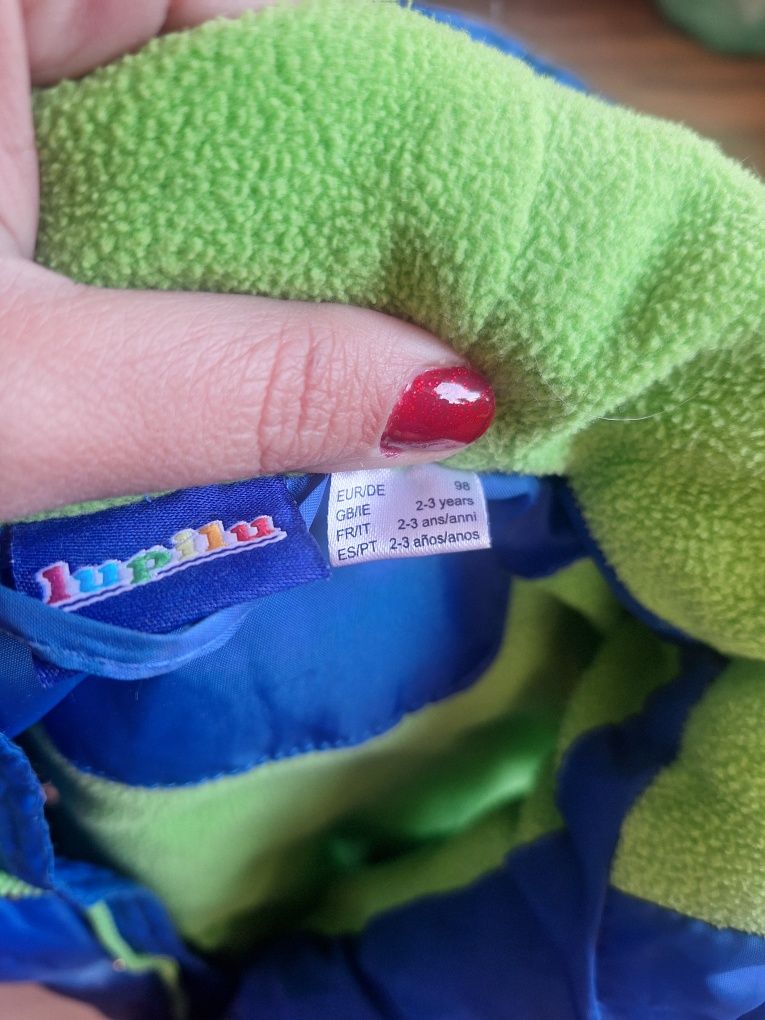 lupilu
EUR/DE 98
GB/IE 2-3 years
FR/IT 2-3 ans/anni
ES/PT 2-3 años/anos